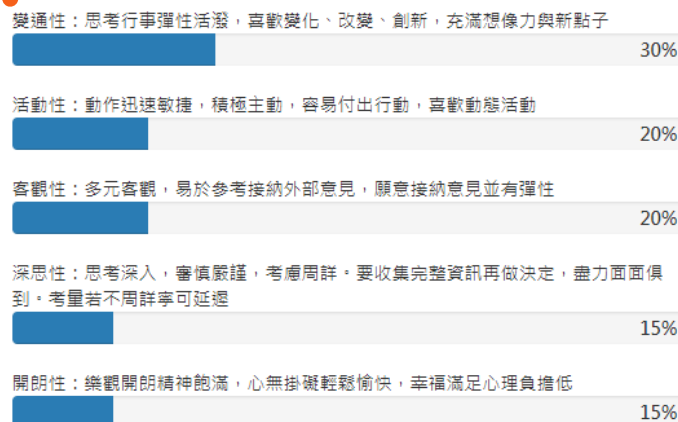 變通性：思考行事彈性活潑，喜歡變化、改變、創新，充滿想像力與新點子
30%
活動性：動作迅速敏捷，積極主動，容易付出行動，喜歡動態活動
20%
客觀性：多元客觀，易於參考接納外部意見，願意接納意見並有彈性
20%
深思性：思考深入，審慎嚴謹，考慮周詳。要收集完整資訊再做決定，盡力面面俱
到。考量若不周詳寧可延遲
15%
開朗性：樂觀開朗精神飽滿，心無掛礙輕鬆愉快，幸福滿足心理負擔低
15%